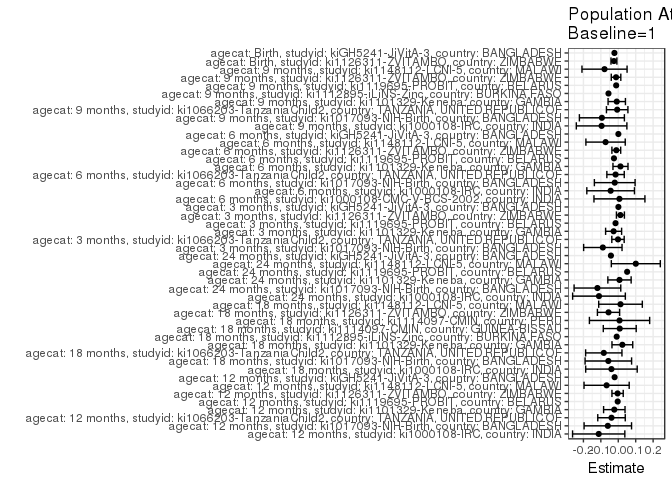 Population At
Baseline=1
agecat: Birth, studyid: kiGH5241-JiVitA-3, country: BANGLADESH
agecat: Birth, studyid: ki1126311-ZVITAMBO, country: ZIMBABWE
agecat: 9 months, studyid: ki1148112-LCNI-5, country: MALAWI
agecat: 9 months, studyid: ki1126311-ZVITAMBO, country: ZIMBABWE
agecat: 9 months, studyid: ki1119695-PROBIT, country: BELARUS
agecat: 9 months, studyid: ki1112895-iLiNS-Zinc, country: BURKINA FASO
agecat: 9 months, studyid: ki1101329-Keneba, country: GAMBIA
agecat: 9 months, studyid: ki1066203-TanzaniaChild2, country: TANZANIA, UNITED REPUBLIC OF
agecat: 9 months, studyid: ki1017093-NIH-Birth, country: BANGLADESH
agecat: 9 months, studyid: ki1000108-IRC, country: INDIA
agecat: 6 months, studyid: kiGH5241-JiVitA-3, country: BANGLADESH
agecat: 6 months, studyid: ki1148112-LCNI-5, country: MALAWI
agecat: 6 months, studyid: ki1126311-ZVITAMBO, country: ZIMBABWE
agecat: 6 months, studyid: ki1119695-PROBIT, country: BELARUS
agecat: 6 months, studyid: ki1101329-Keneba, country: GAMBIA
agecat: 6 months, studyid: ki1066203-TanzaniaChild2, country: TANZANIA, UNITED REPUBLIC OF
agecat: 6 months, studyid: ki1017093-NIH-Birth, country: BANGLADESH
agecat: 6 months, studyid: ki1000108-IRC, country: INDIA
agecat: 6 months, studyid: ki1000108-CMC-V-BCS-2002, country: INDIA
agecat: 3 months, studyid: kiGH5241-JiVitA-3, country: BANGLADESH
agecat: 3 months, studyid: ki1126311-ZVITAMBO, country: ZIMBABWE
agecat: 3 months, studyid: ki1119695-PROBIT, country: BELARUS
agecat: 3 months, studyid: ki1101329-Keneba, country: GAMBIA
agecat: 3 months, studyid: ki1066203-TanzaniaChild2, country: TANZANIA, UNITED REPUBLIC OF
agecat: 3 months, studyid: ki1017093-NIH-Birth, country: BANGLADESH
agecat: 24 months, studyid: kiGH5241-JiVitA-3, country: BANGLADESH
agecat: 24 months, studyid: ki1148112-LCNI-5, country: MALAWI
agecat: 24 months, studyid: ki1119695-PROBIT, country: BELARUS
agecat: 24 months, studyid: ki1101329-Keneba, country: GAMBIA
agecat: 24 months, studyid: ki1017093-NIH-Birth, country: BANGLADESH
agecat: 24 months, studyid: ki1000108-IRC, country: INDIA
agecat: 18 months, studyid: ki1148112-LCNI-5, country: MALAWI
agecat: 18 months, studyid: ki1126311-ZVITAMBO, country: ZIMBABWE
agecat: 18 months, studyid: ki1114097-CMIN, country: PERU
agecat: 18 months, studyid: ki1114097-CMIN, country: GUINEA-BISSAU
agecat: 18 months, studyid: ki1112895-iLiNS-Zinc, country: BURKINA FASO
agecat: 18 months, studyid: ki1101329-Keneba, country: GAMBIA
agecat: 18 months, studyid: ki1066203-TanzaniaChild2, country: TANZANIA, UNITED REPUBLIC OF
agecat: 18 months, studyid: ki1017093-NIH-Birth, country: BANGLADESH
agecat: 18 months, studyid: ki1000108-IRC, country: INDIA
agecat: 12 months, studyid: kiGH5241-JiVitA-3, country: BANGLADESH
agecat: 12 months, studyid: ki1148112-LCNI-5, country: MALAWI
agecat: 12 months, studyid: ki1126311-ZVITAMBO, country: ZIMBABWE
agecat: 12 months, studyid: ki1119695-PROBIT, country: BELARUS
agecat: 12 months, studyid: ki1101329-Keneba, country: GAMBIA
agecat: 12 months, studyid: ki1066203-TanzaniaChild2, country: TANZANIA, UNITED REPUBLIC OF
agecat: 12 months, studyid: ki1017093-NIH-Birth, country: BANGLADESH
agecat: 12 months, studyid: ki1000108-IRC, country: INDIA
-0.20.10.00.10.2
Estimate